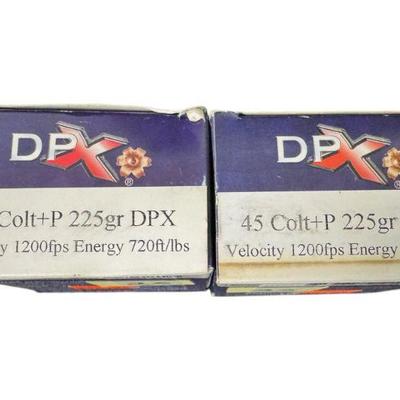 DPX
®
Colt+P 225gr DPX
y 1200fps Energy 720ft/lbs
DPX
®
45 Colt+P 225gr
Velocity 1200fps Energy